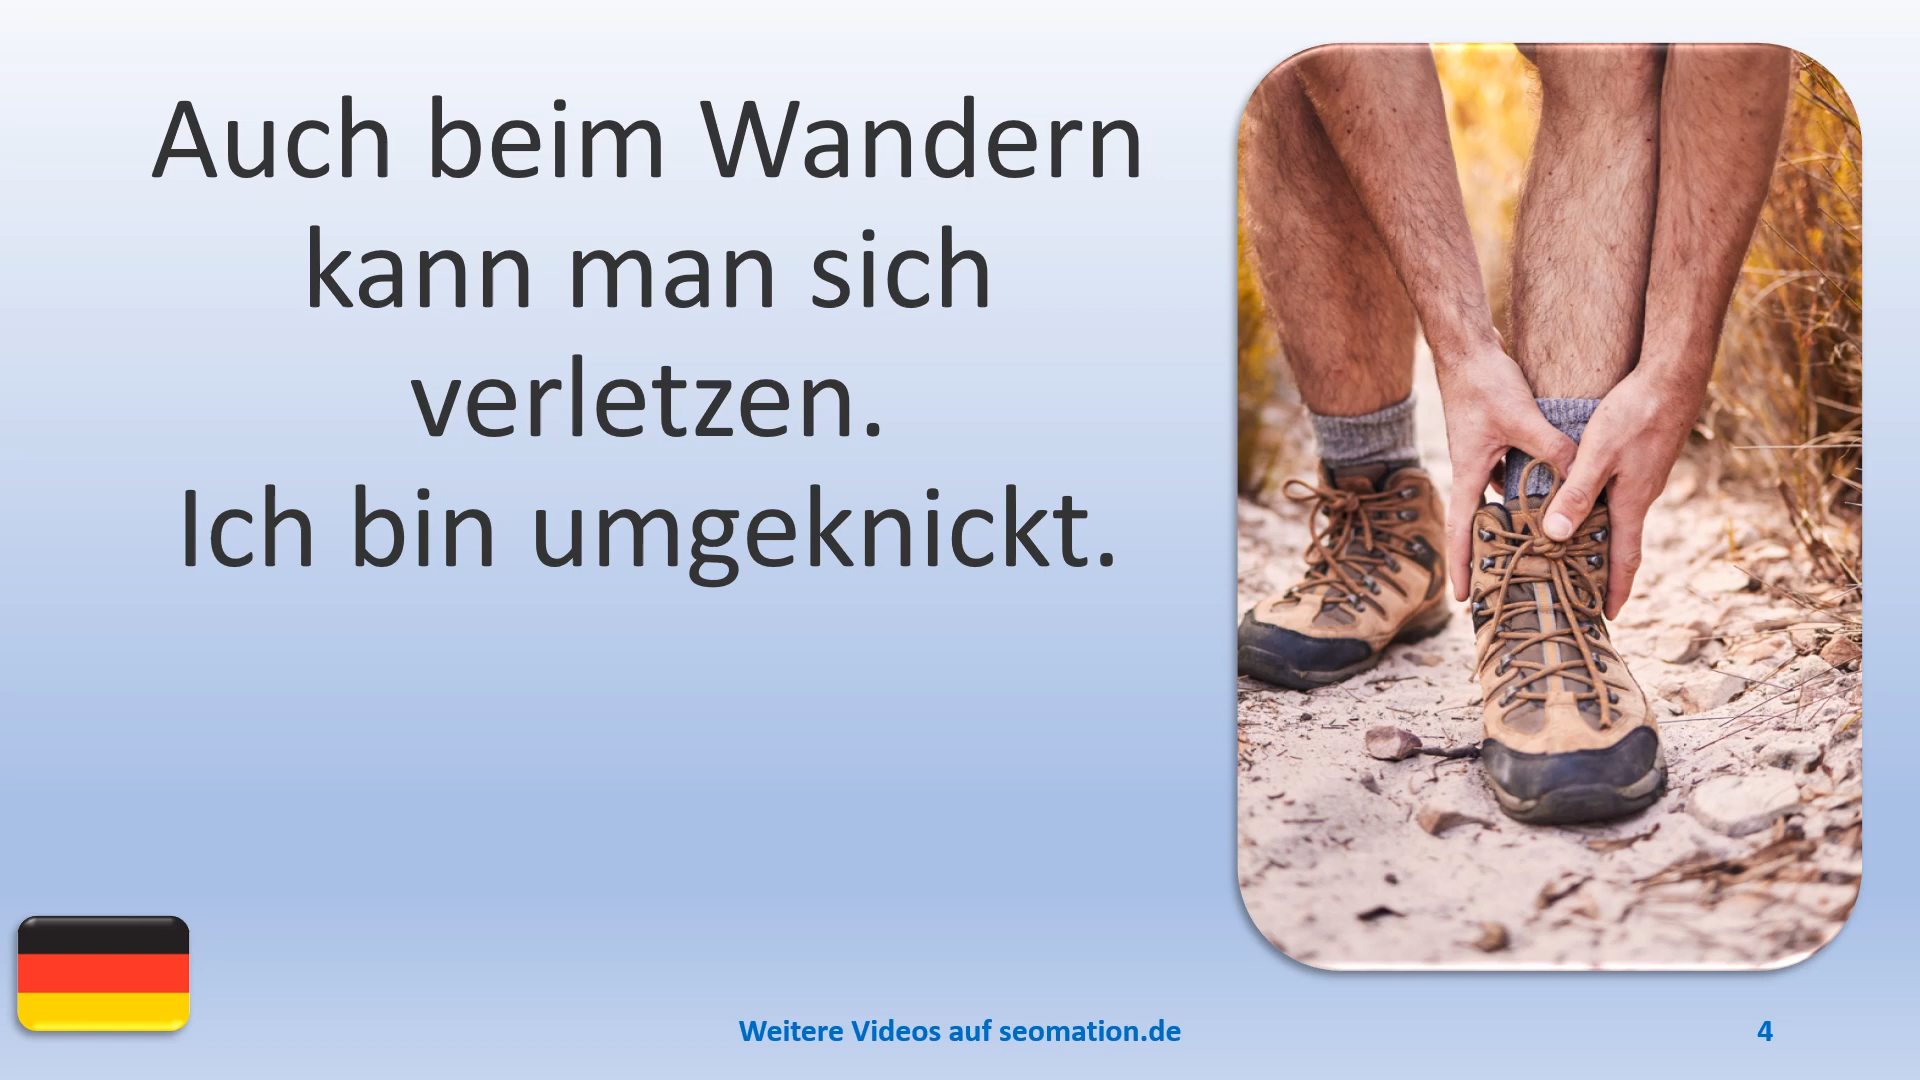 Auch beim Wandern
kann man sich
verletzen.
Ich bin umgeknickt.
Weitere Videos auf seomation.de
4